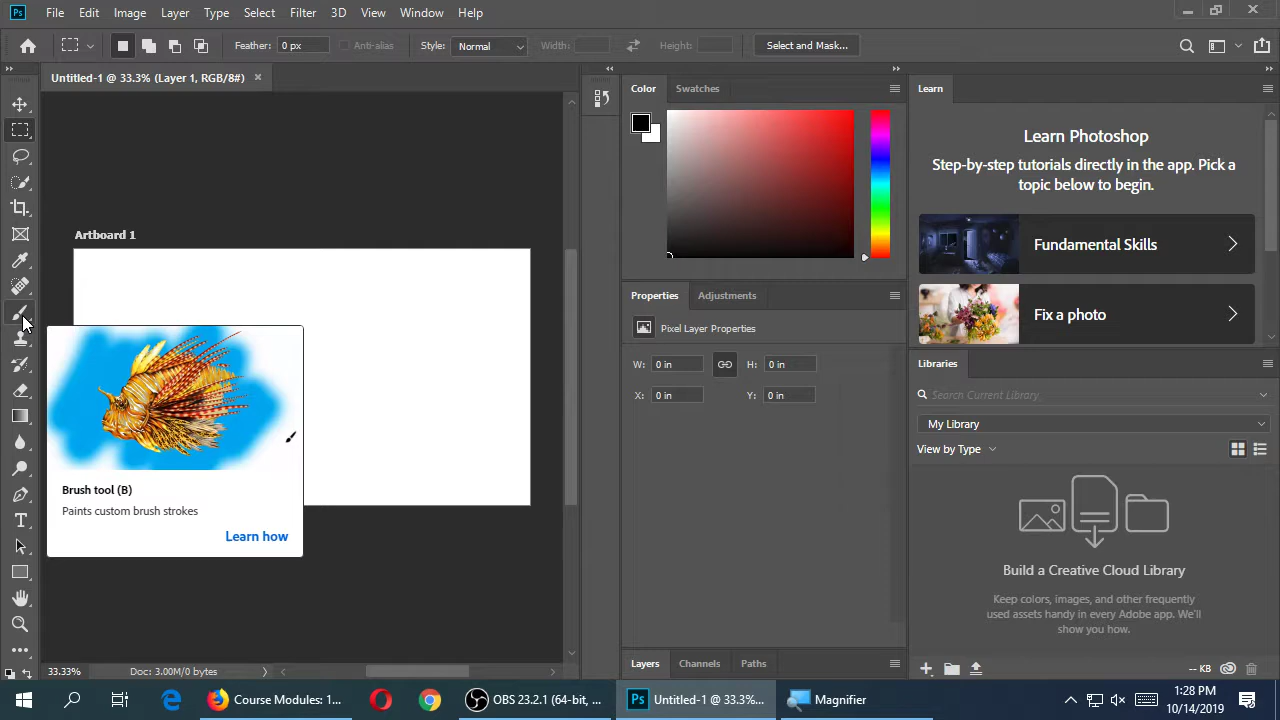 Ps File Edit Image Layer Type Select Filter 3D View Window Help
Feather: 0 px Anti-alias Style: Normal Width: Height: Select and Mask...
Untitled-1 @ 33.3% (Layer 1, RGB/8#)
Artboard 1
Brush tool (B)
Paints custom brush strokes
Learn how
33.33% Doc: 3.00M/0 bytes
Color Swatches
Properties Adjustments
Pixel Layer Properties
W: 0 in H: 0 in
X: 0 in Y: 0 in
Layers Channels Paths
Learn
Learn Photoshop
Step-by-step tutorials directly in the app. Pick a
topic below to begin.
Fundamental Skills
Fix a photo
Libraries
Search Current Library
My Library
View by Type
Build a Creative Cloud Library
Keep colors, images, and other frequently
used assets handy in every Adobe app. We'll
show you how.
-- KB
Course Modules: 1... OBS 23.2.1 (64-bit, ... Ps Untitled-1 @ 33.3%... Magnifier
1:28 PM
10/14/2019